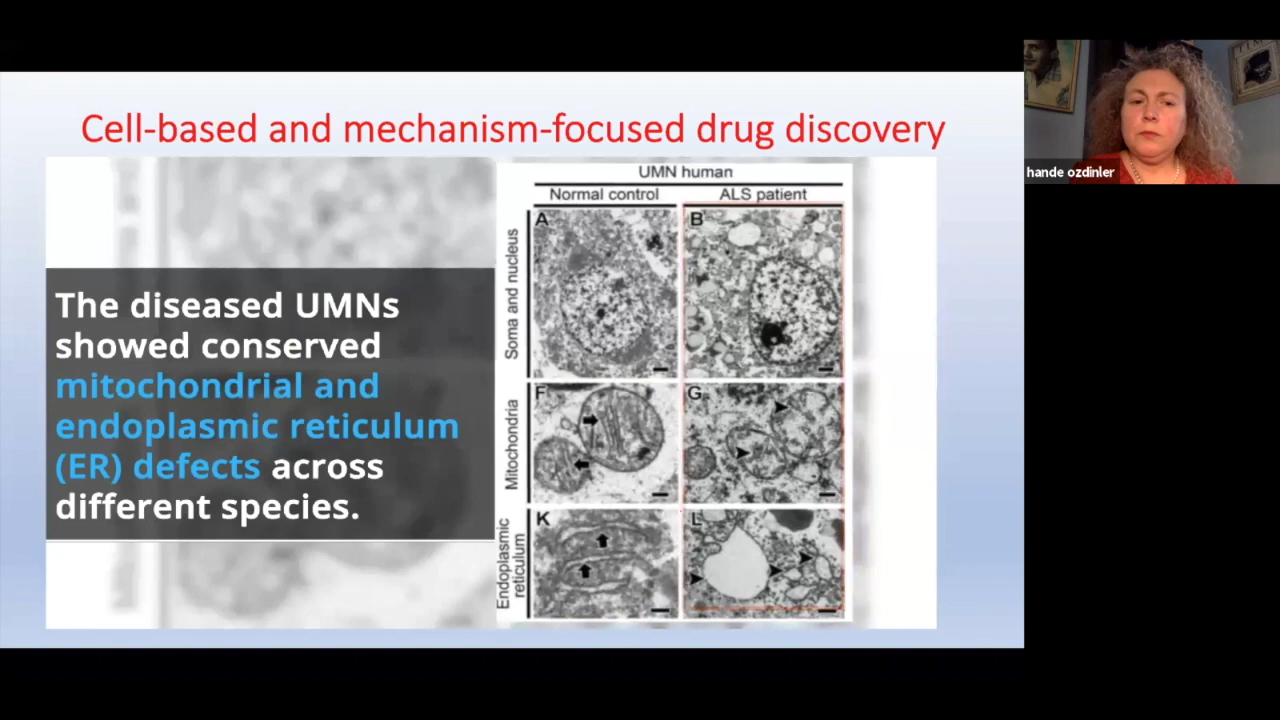 Cell-based and mechanism-focused drug discovery
hande ozdinler
The diseased UMNs
showed conserved
mitochondrial and
endoplasmic reticulum
(ER) defects across
different species.
UMN human
Normal control
ALS patient
Soma and nucleus
A
B
Mitochondria
F
G
Endoplasmic
reticulum
K
L